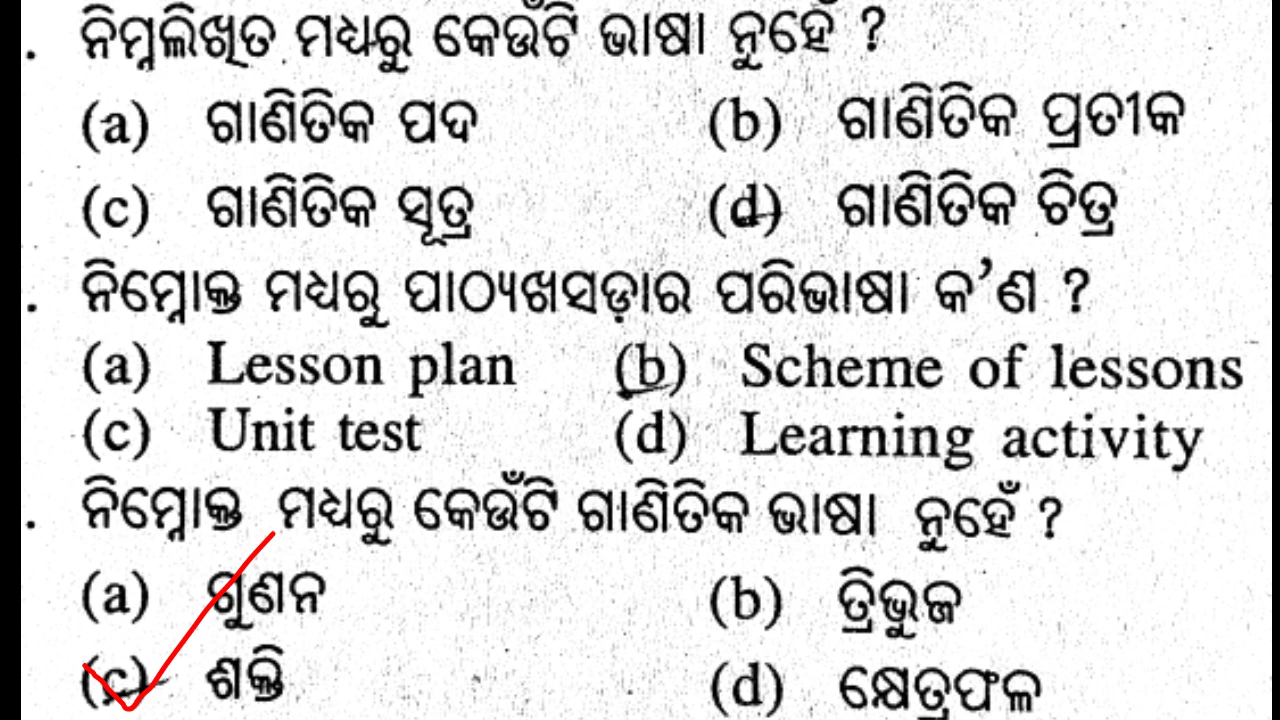 . ନିମ୍ନଲିଖିତ ମଧ୍ୟରୁ କେଉଁଟି ଭାଷା ନୁହେଁ ?
(a) ଗାଣିତିକ ପଦ (b) ଗାଣିତିକ ପ୍ରତୀକ
(c) ଗାଣିତିକ ସୂତ୍ର (d) ଗାଣିତିକ ଚିତ୍ର
. ନିମ୍ନୋକ୍ତ ମଧ୍ୟରୁ ପାଠ୍ୟଖସଡ଼ାର ପରିଭାଷା କ'ଣ ?
(a) Lesson plan (b) Scheme of lessons
(c) Unit test (d) Learning activity
. ନିମ୍ନୋକ୍ତ ମଧ୍ୟରୁ କେଉଁଟି ଗାଣିତିକ ଭାଷା ନୁହେଁ ?
(a) ଗୁଣନ (b) ତ୍ରିଭୁଜ
(c) ଶକ୍ତି (d) କ୍ଷେତ୍ରଫଳ